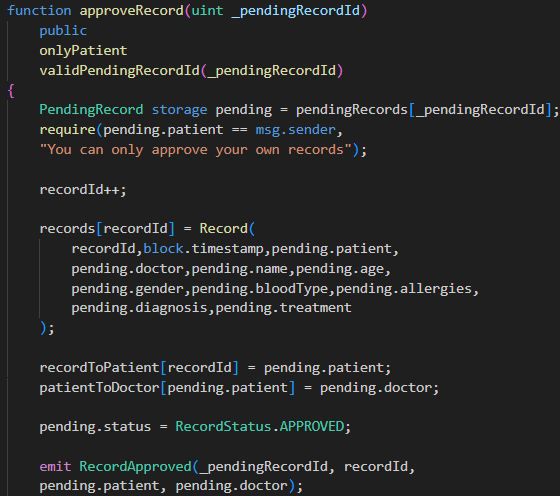 function approveRecord(uint _pendingRecordId)
public
onlyPatient
validPendingRecordId(_pendingRecordId)
{
PendingRecord storage pending = pendingRecords[_pendingRecordId];
require(pending.patient == msg.sender,
"You can only approve your own records");
recordId++;
records[recordId] = Record(
recordId,block.timestamp,pending.patient,
pending.doctor,pending.name,pending.age,
pending.gender,pending.bloodType,pending.allergies,
pending.diagnosis,pending.treatment
);
recordToPatient[recordId] = pending.patient;
patientToDoctor[pending.patient] = pending.doctor;
pending.status = RecordStatus.APPROVED;
emit RecordApproved(_pendingRecordId, recordId,
pending.patient, pending.doctor);